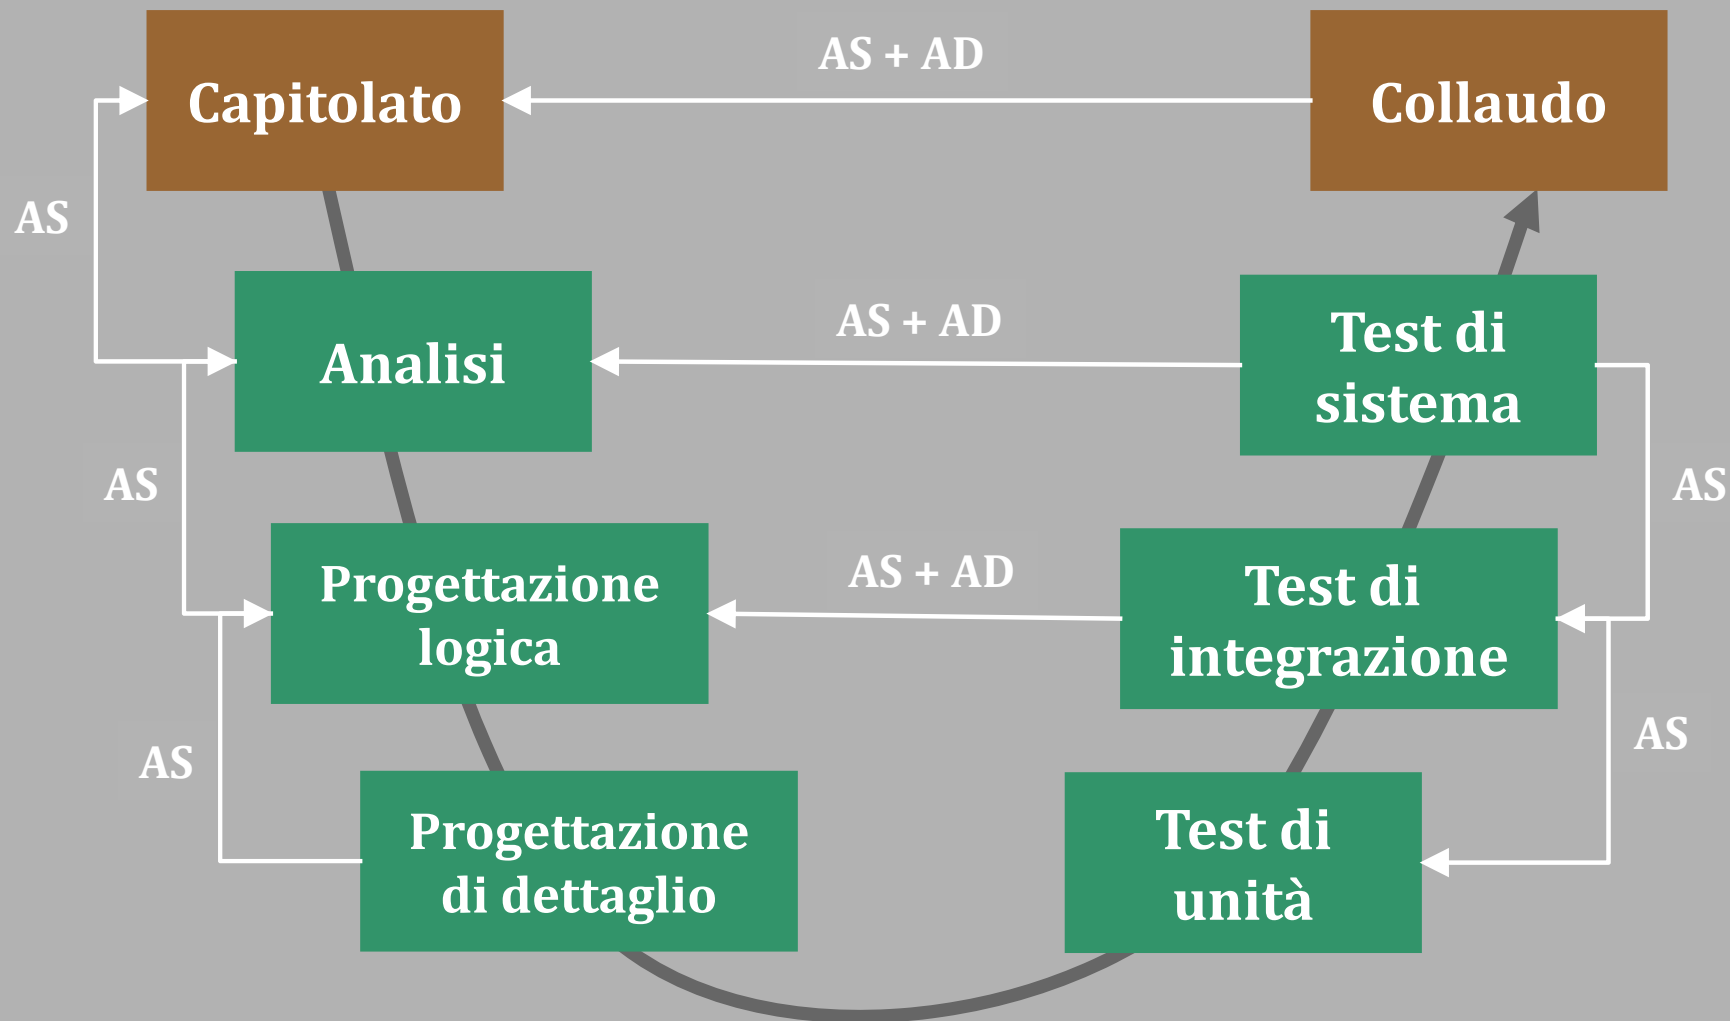 Capitolato
AS + AD
Collaudo
AS
Analisi
AS + AD
Test di
sistema
AS
AS
Progettazione
logica
AS + AD
Test di
integrazione
AS
AS
Progettazione
di dettaglio
Test di
unità